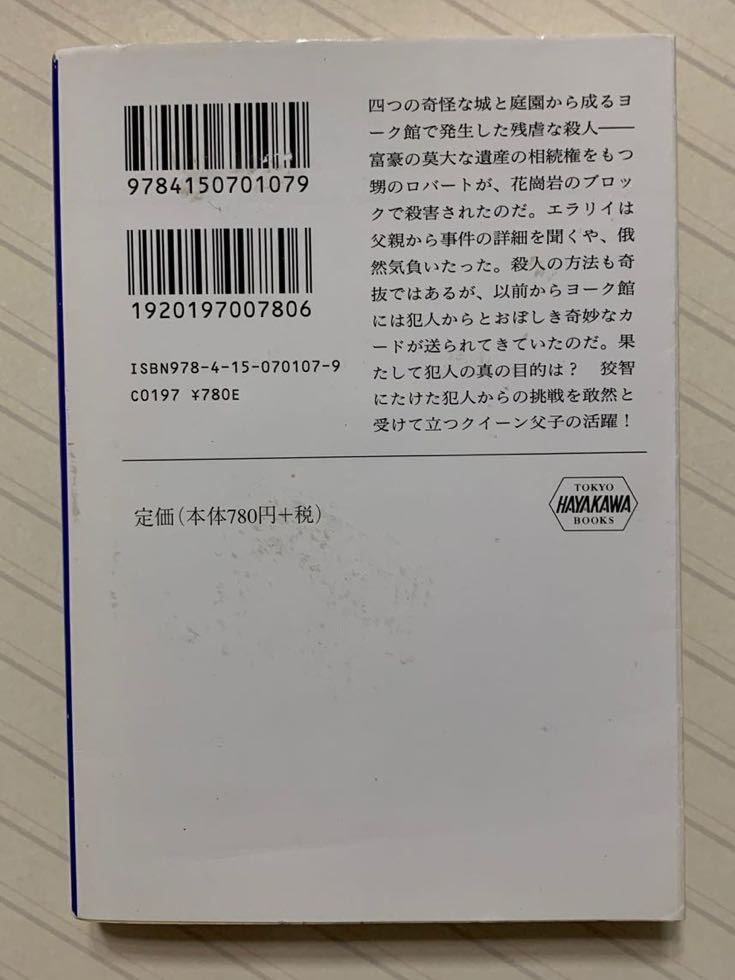 9784150701079
1920197007806
ISBN978-4-15-070107-9
C0197 ¥780E
四つの奇怪な城と庭園から成るヨ
ーク館で発生した残虐な殺人――
富豪の莫大な遺産の相続権をもつ
甥のロバートが、花崗岩のブロッ
クで殺害されたのだ。エラリイは
父親から事件の詳細を聞くや、俄
然気負いたった。殺人の方法も奇
抜ではあるが、以前からヨーク館
には犯人からとおぼしき奇妙なカ
ードが送られてきていたのだ。果
たして犯人の真の目的は？　狡智
にたけた犯人からの挑戦を敢然と
受けて立つクイーン父子の活躍！
定価(本体780円+税)
TOKYO
HAYAKAWA
BOOKS